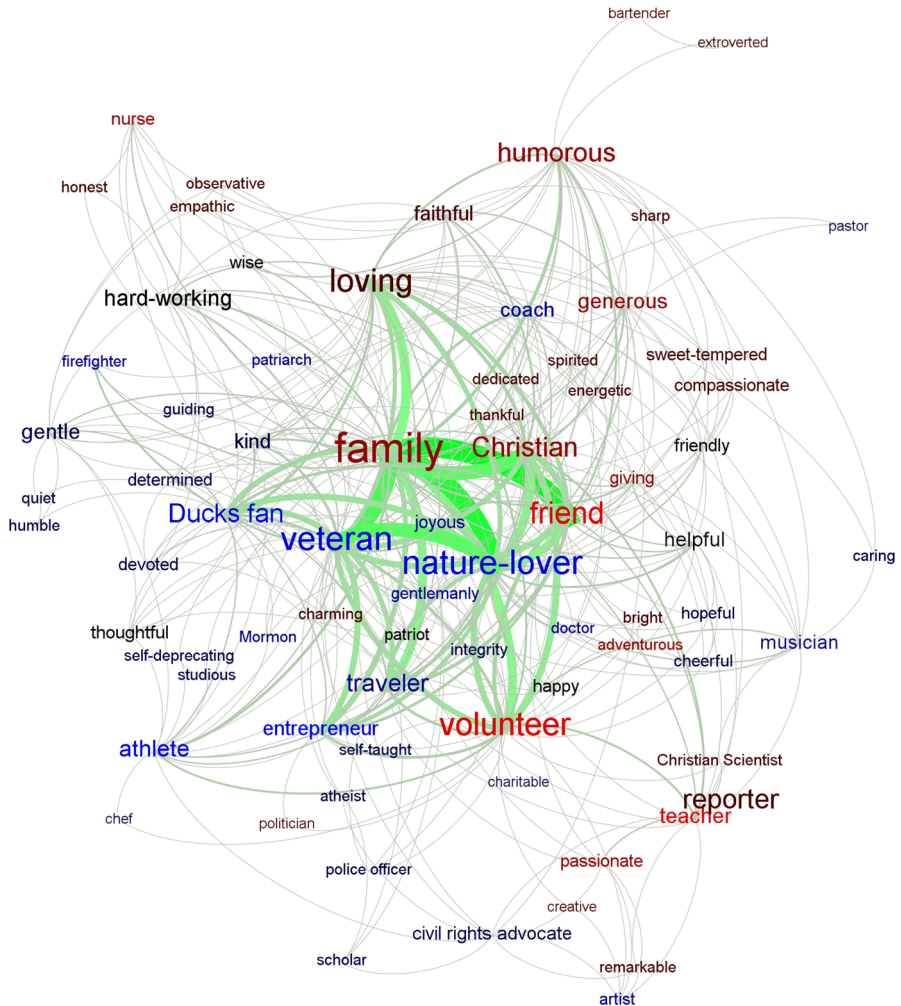 bartender
extroverted
nurse
humorous
honest
observative
empathic
faithful
sharp
pastor
wise
loving
hard-working
coach
generous
firefighter
patriarch
spirited
sweet-tempered
dedicated
energetic
compassionate
guiding
thankful
gentle
kind
family
Christian
friendly
determined
giving
quiet
humble
Ducks fan
joyous
friend
veteran
helpful
devoted
nature-lover
caring
gentlemanly
charming
bright
hopeful
thoughtful
Mormon
patriot
doctor
self-deprecating
integrity
adventurous
musician
studious
cheerful
traveler
happy
entrepreneur
volunteer
athlete
self-taught
Christian Scientist
charitable
atheist
reporter
chef
politician
teacher
police officer
passionate
creative
civil rights advocate
scholar
remarkable
artist